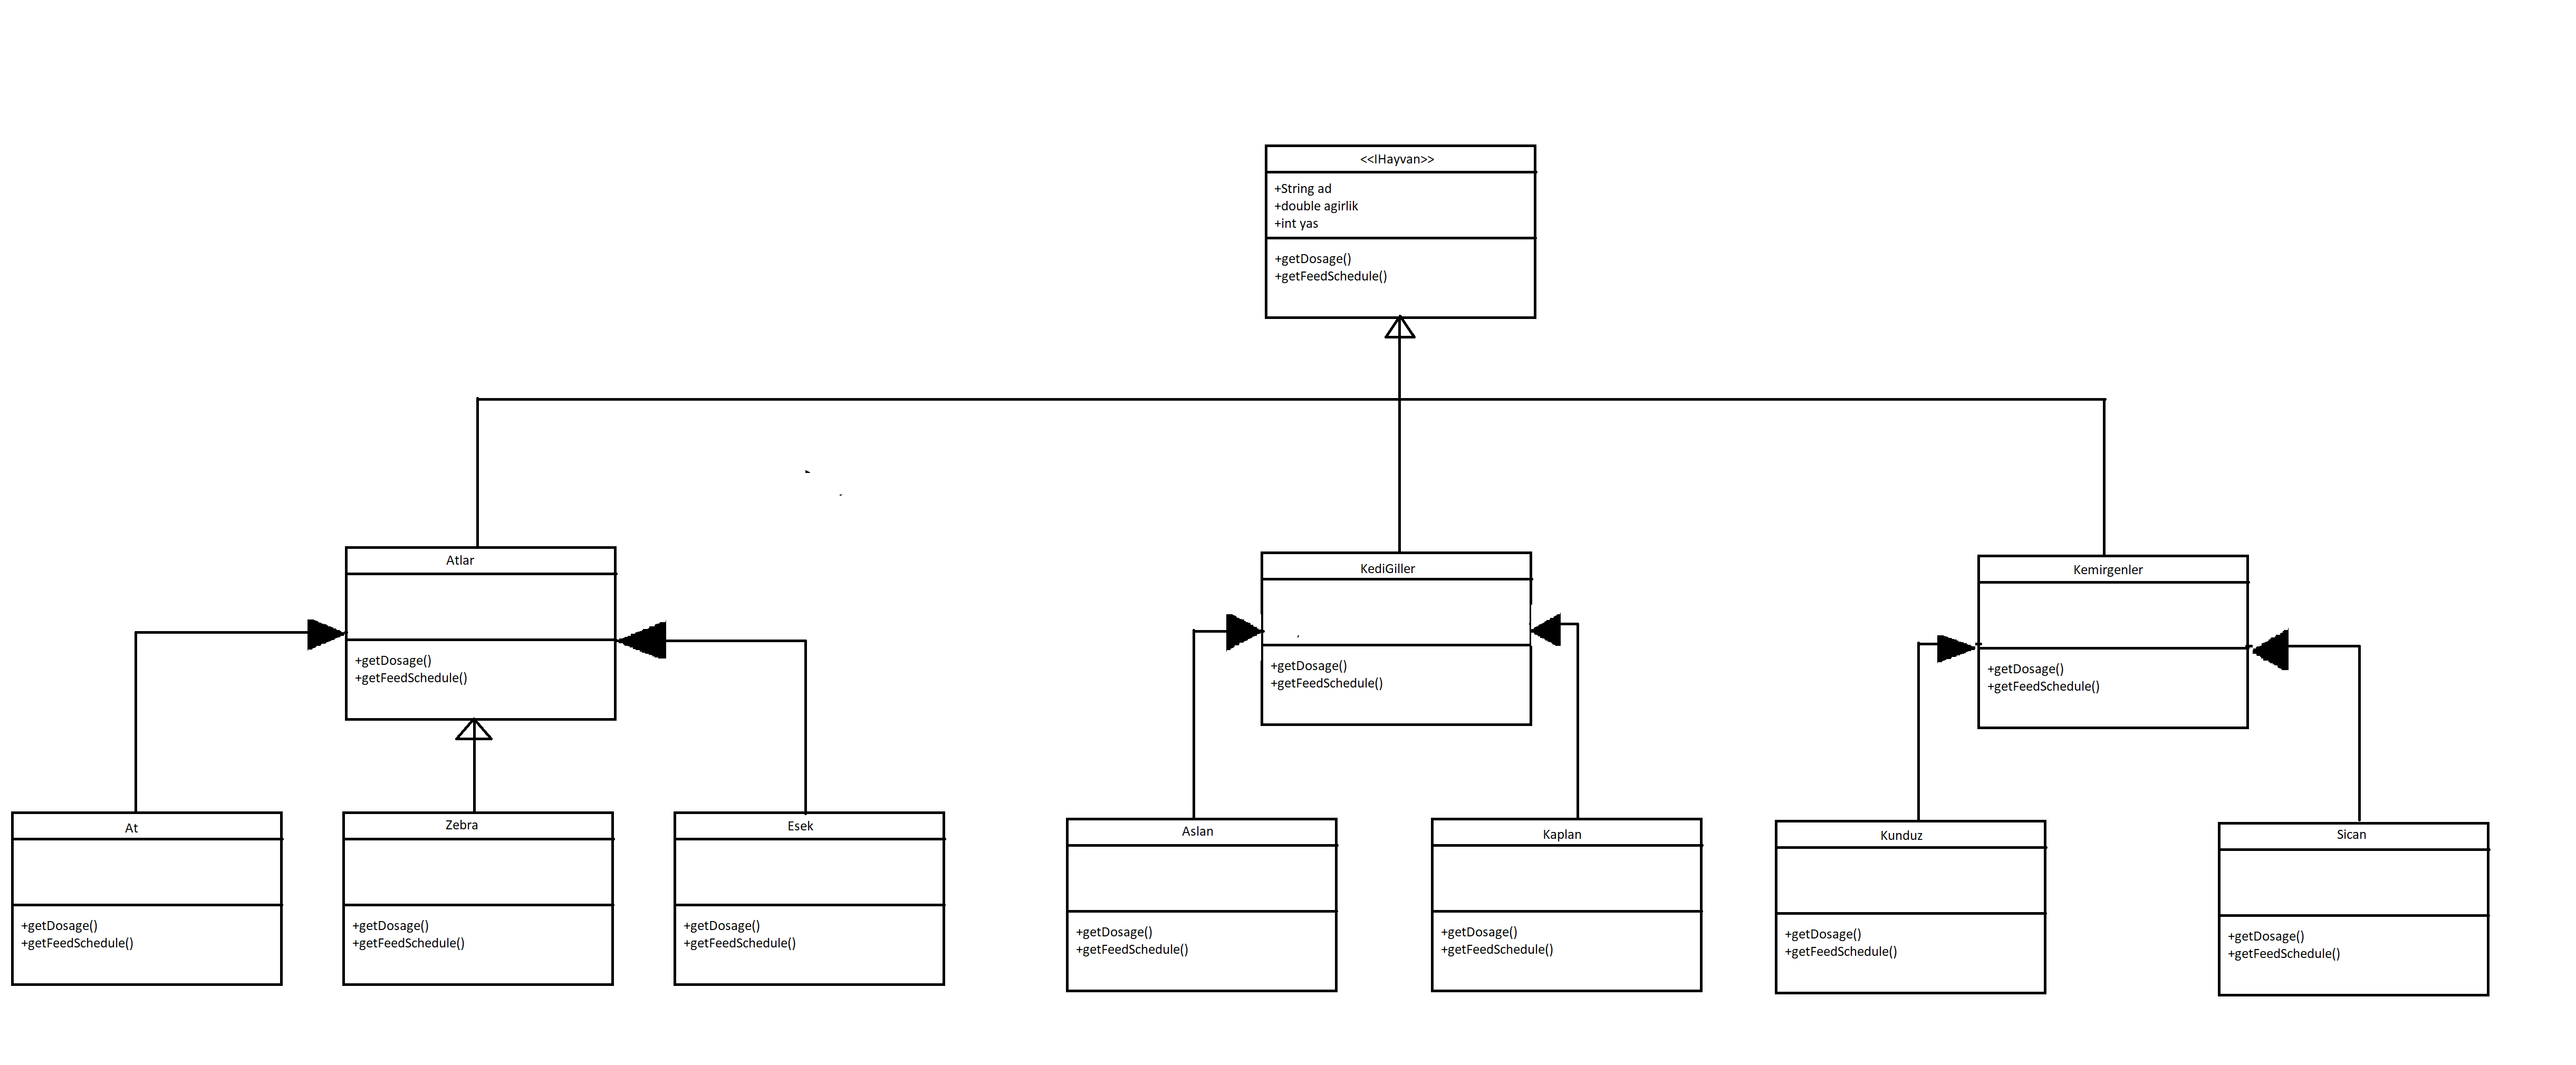 <<IHayvan>>
+String ad
+double agirlik
+int yas
+getDosage()
+getFeedSchedule()
Atlar
+getDosage()
+getFeedSchedule()
KediGiller
+getDosage()
+getFeedSchedule()
Kemirgenler
+getDosage()
+getFeedSchedule()
At
+getDosage()
+getFeedSchedule()
Zebra
+getDosage()
+getFeedSchedule()
Esek
+getDosage()
+getFeedSchedule()
Aslan
+getDosage()
+getFeedSchedule()
Kaplan
+getDosage()
+getFeedSchedule()
Kunduz
+getDosage()
+getFeedSchedule()
Sican
+getDosage()
+getFeedSchedule()